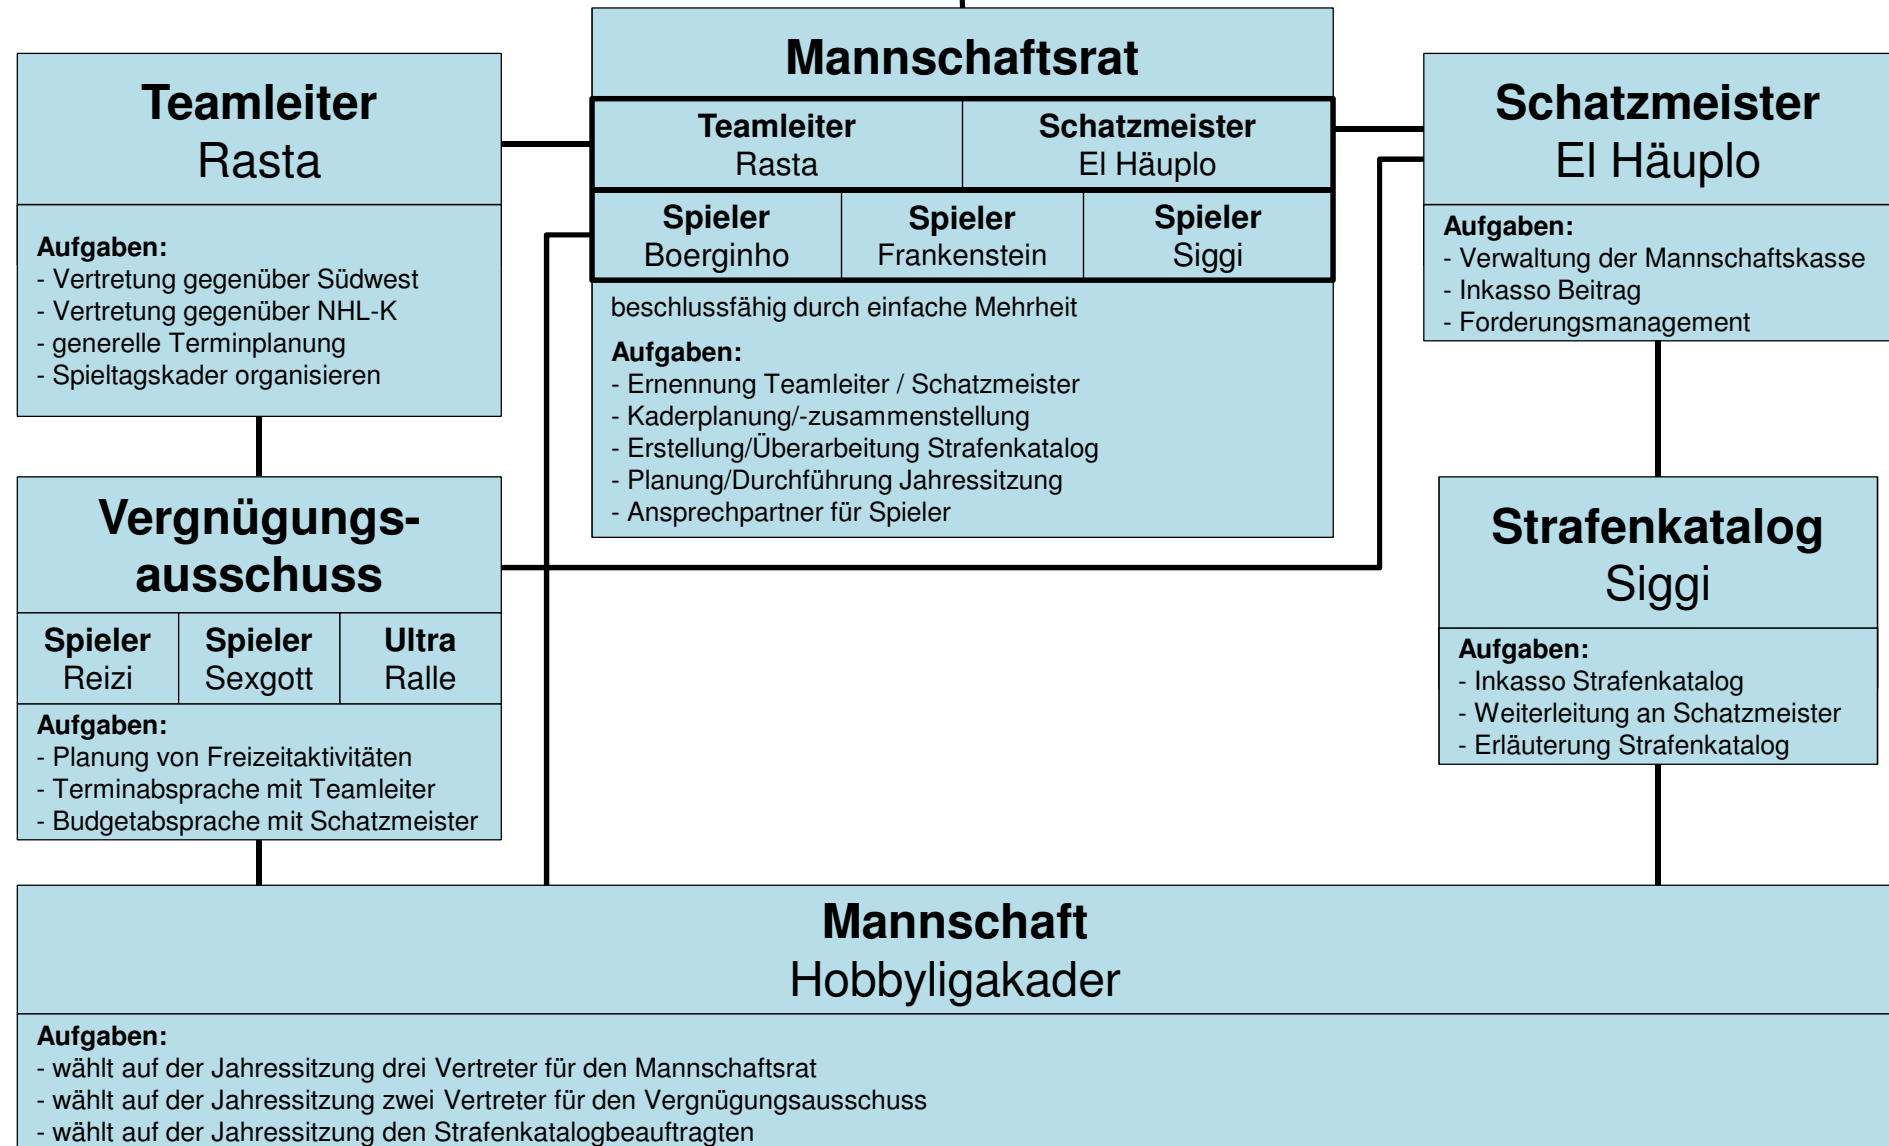 Mannschaftsrat
Teamleiter
Rasta
Schatzmeister
El Häuplo
Spieler
Boerginho
Spieler
Frankenstein
Spieler
Siggi
beschlussfähig durch einfache Mehrheit
Aufgaben:
- Ernennung Teamleiter / Schatzmeister
- Kaderplanung/-zusammenstellung
- Erstellung/Überarbeitung Strafenkatalog
- Planung/Durchführung Jahressitzung
- Ansprechpartner für Spieler
Teamleiter
Rasta
Aufgaben:
- Vertretung gegenüber Südwest
- Vertretung gegenüber NHL-K
- generelle Terminplanung
- Spieltagskader organisieren
Schatzmeister
El Häuplo
Aufgaben:
- Verwaltung der Mannschaftskasse
- Inkasso Beitrag
- Forderungsmanagement
Vergnügungs-
ausschuss
Spieler
Reizi
Spieler
Sexgott
Ultra
Ralle
Aufgaben:
- Planung von Freizeitaktivitäten
- Terminabsprache mit Teamleiter
- Budgetabsprache mit Schatzmeister
Strafenkatalog
Siggi
Aufgaben:
- Inkasso Strafenkatalog
- Weiterleitung an Schatzmeister
- Erläuterung Strafenkatalog
Mannschaft
Hobbyligakader
Aufgaben:
- wählt auf der Jahressitzung drei Vertreter für den Mannschaftsrat
- wählt auf der Jahressitzung zwei Vertreter für den Vergnügungsausschuss
- wählt auf der Jahressitzung den Strafenkatalogbeauftragten